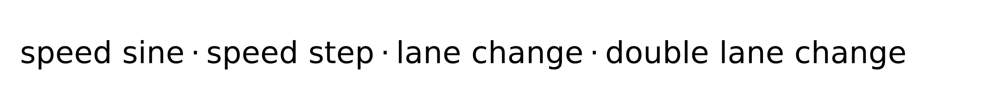 speed sine · speed step · lane change · double lane change